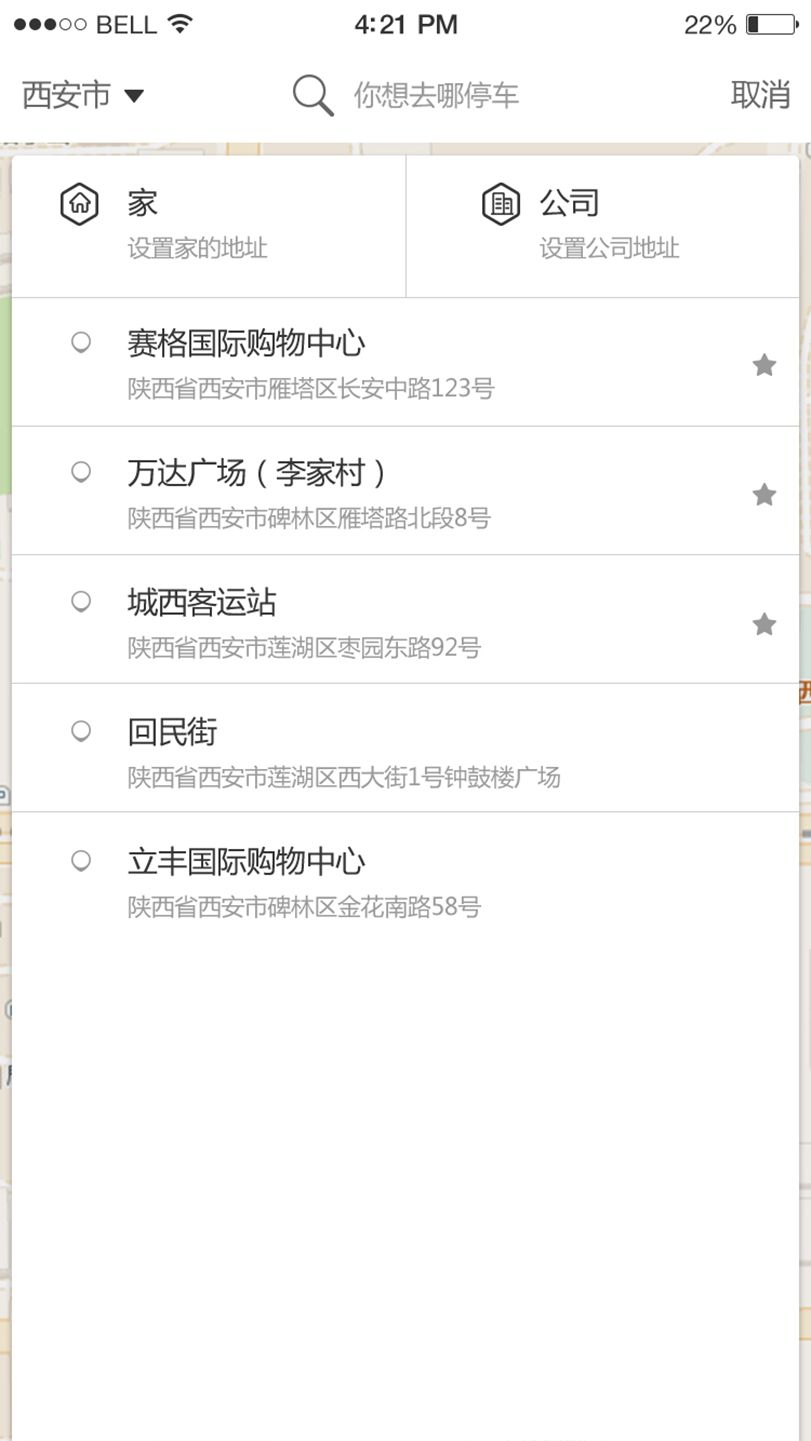 BELL 4:21 PM 22%
西安市 你想去哪停车 取消
家 公司
设置家的地址 设置公司地址
赛格国际购物中心
陕西省西安市雁塔区长安中路123号
万达广场（李家村）
陕西省西安市碑林区雁塔路北段8号
城西客运站
陕西省西安市莲湖区枣园东路92号
回民街
陕西省西安市莲湖区西大街1号钟鼓楼广场
立丰国际购物中心
陕西省西安市碑林区金花南路58号